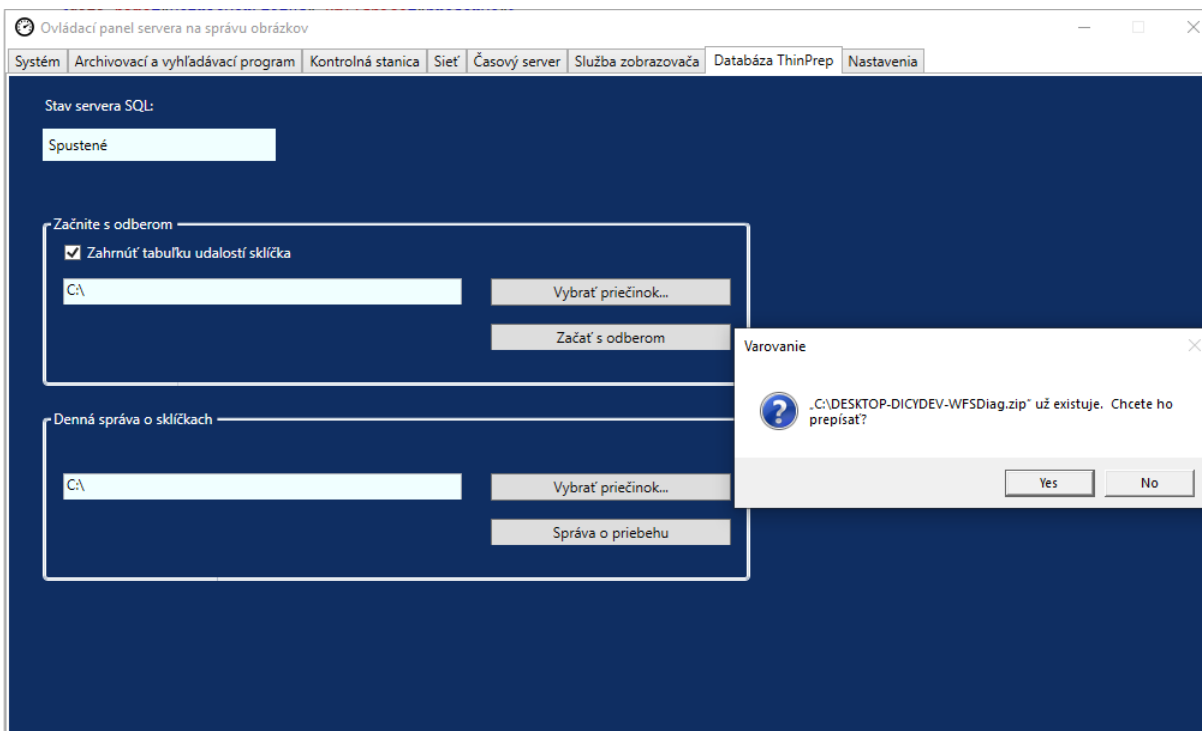 Ovládací panel servera na správu obrázkov
Systém Archivovací a vyhľadávací program Kontrolná stanica Sieť Časový server Služba zobrazovača Databáza ThinPrep Nastavenia
Stav servera SQL:
Spustené
Začnite s odberom
Zahrnúť tabuľku udalostí sklíčka
C:\ Vybrať priečinok...
Začať s odberom
Varovanie
„C:\DESKTOP-DICYDEV-WFSDiag.zip“ už existuje. Chcete ho
prepísať?
Yes No
Denná správa o sklíčkach
C:\ Vybrať priečinok...
Správa o priebehu